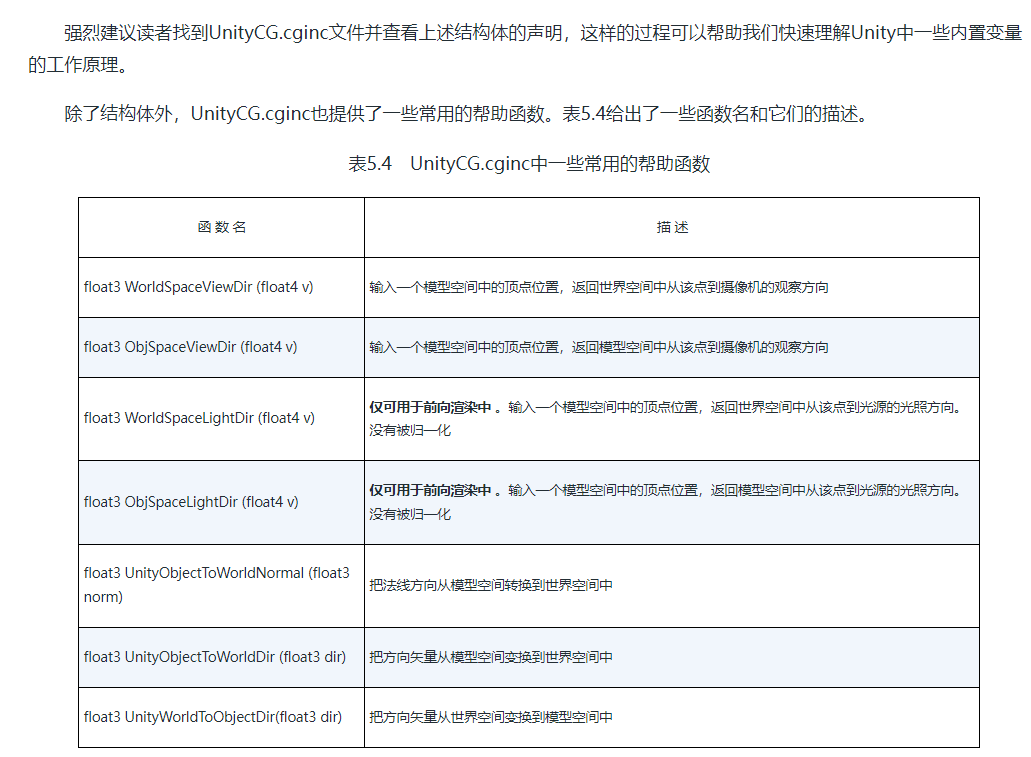 强烈建议读者找到UnityCG.cginc文件并查看上述结构体的声明，这样的过程可以帮助我们快速理解Unity中一些内置变量
的工作原理。
除了结构体外，UnityCG.cginc也提供了一些常用的帮助函数。表5.4给出了一些函数名和它们的描述。
表5.4 UnityCG.cginc中一些常用的帮助函数
函 数 名
描 述
float3 WorldSpaceViewDir (float4 v)
输入一个模型空间中的顶点位置，返回世界空间中从该点到摄像机的观察方向
float3 ObjSpaceViewDir (float4 v)
输入一个模型空间中的顶点位置，返回模型空间中从该点到摄像机的观察方向
float3 WorldSpaceLightDir (float4 v)
仅可用于前向渲染中 。输入一个模型空间中的顶点位置，返回世界空间中从该点到光源的光照方向。
没有被归一化
float3 ObjSpaceLightDir (float4 v)
仅可用于前向渲染中 。输入一个模型空间中的顶点位置，返回模型空间中从该点到光源的光照方向。
没有被归一化
float3 UnityObjectToWorldNormal (float3
norm)
把法线方向从模型空间转换到世界空间中
float3 UnityObjectToWorldDir (float3 dir)
把方向矢量从模型空间变换到世界空间中
float3 UnityWorldToObjectDir(float3 dir)
把方向矢量从世界空间变换到模型空间中